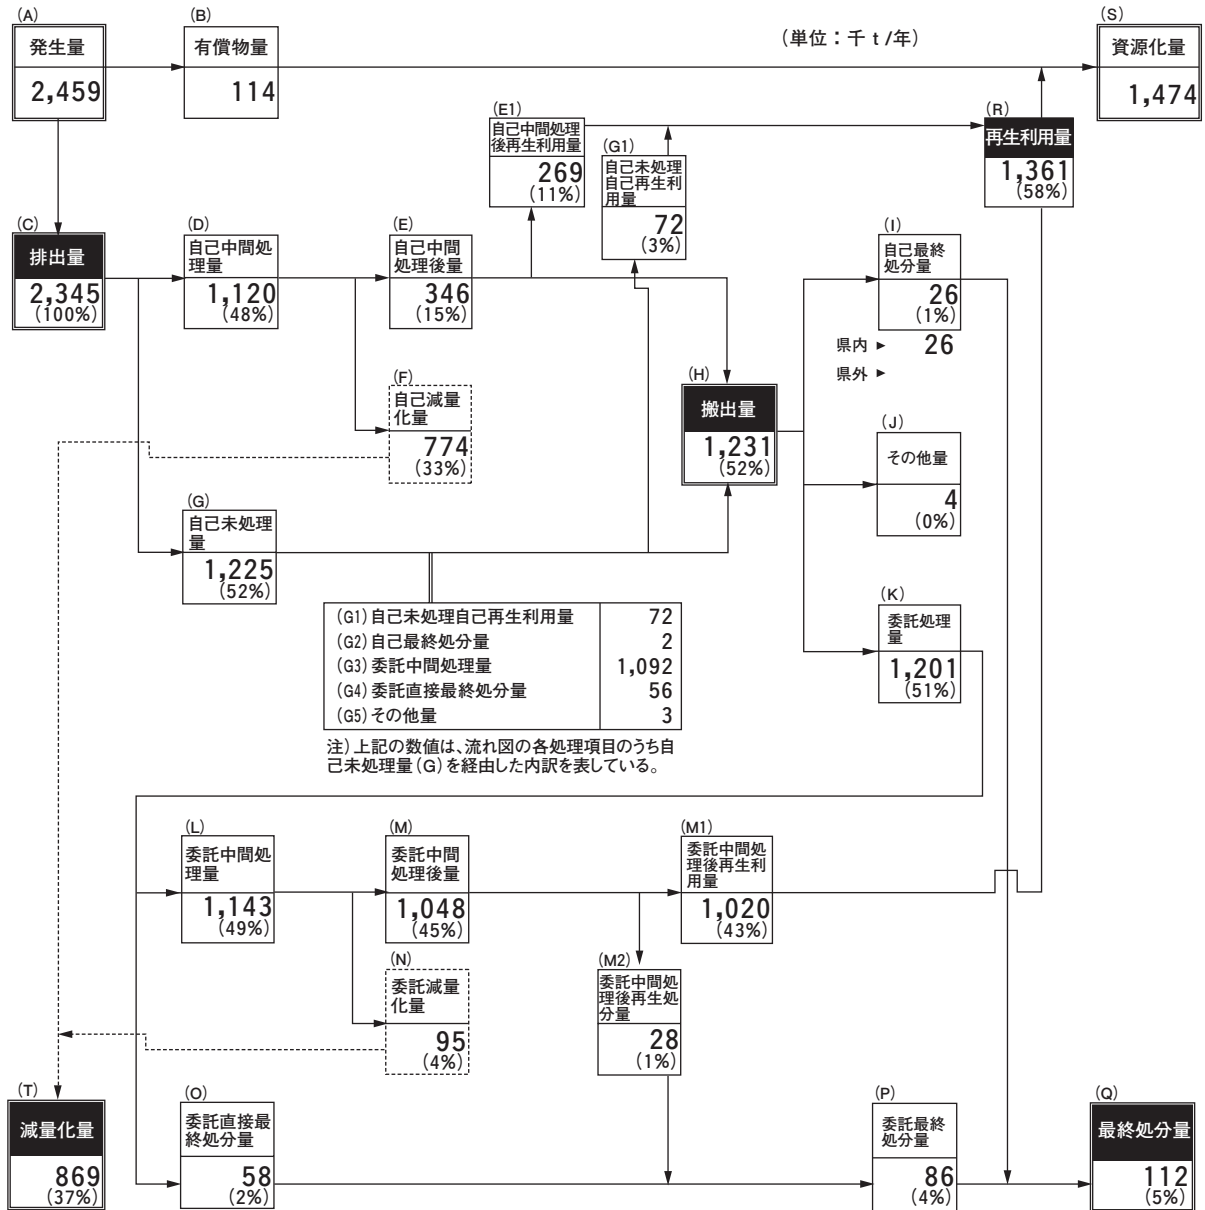 (A)
発生量
2,459
(B)
有償物量
114
(単位：千ｔ/年)
(S)
資源化量
1,474
(E1)
自己中間処理
後再生利用量
269
(11%)
(G1)
自己未処理
自己再生利
用量
72
(3%)
(R)
再生利用量
1,361
(58%)
(C)
排出量
2,345
(100%)
(D)
自己中間処
理量
1,120
(48%)
(E)
自己中間
処理後量
346
(15%)
(I)
自己最終
処分量
26
(1%)
県内 ► 26
県外 ►
(F)
自己減量
化量
774
(33%)
(H)
搬出量
1,231
(52%)
(J)
その他量
4
(0%)
(G)
自己未処理
量
1,225
(52%)
(K)
委託処理
量
1,201
(51%)
(G1)自己未処理自己再生利用量 72
(G2)自己最終処分量 2
(G3)委託中間処理量 1,092
(G4)委託直接最終処分量 56
(G5)その他量 3
注）上記の数値は、流れ図の各処理項目のうち自
己未処理量(G)を経由した内訳を表している。
(L)
委託中間処
理量
1,143
(49%)
(M)
委託中間
処理後量
1,048
(45%)
(M1)
委託中間処
理後再生利
用量
1,020
(43%)
(N)
委託減量
化量
95
(4%)
(M2)
委託中間処
理後再生処
分量
28
(1%)
(T)
減量化量
869
(37%)
(O)
委託直接最
終処分量
58
(2%)
(P)
委託最終
処分量
86
(4%)
(Q)
最終処分量
112
(5%)